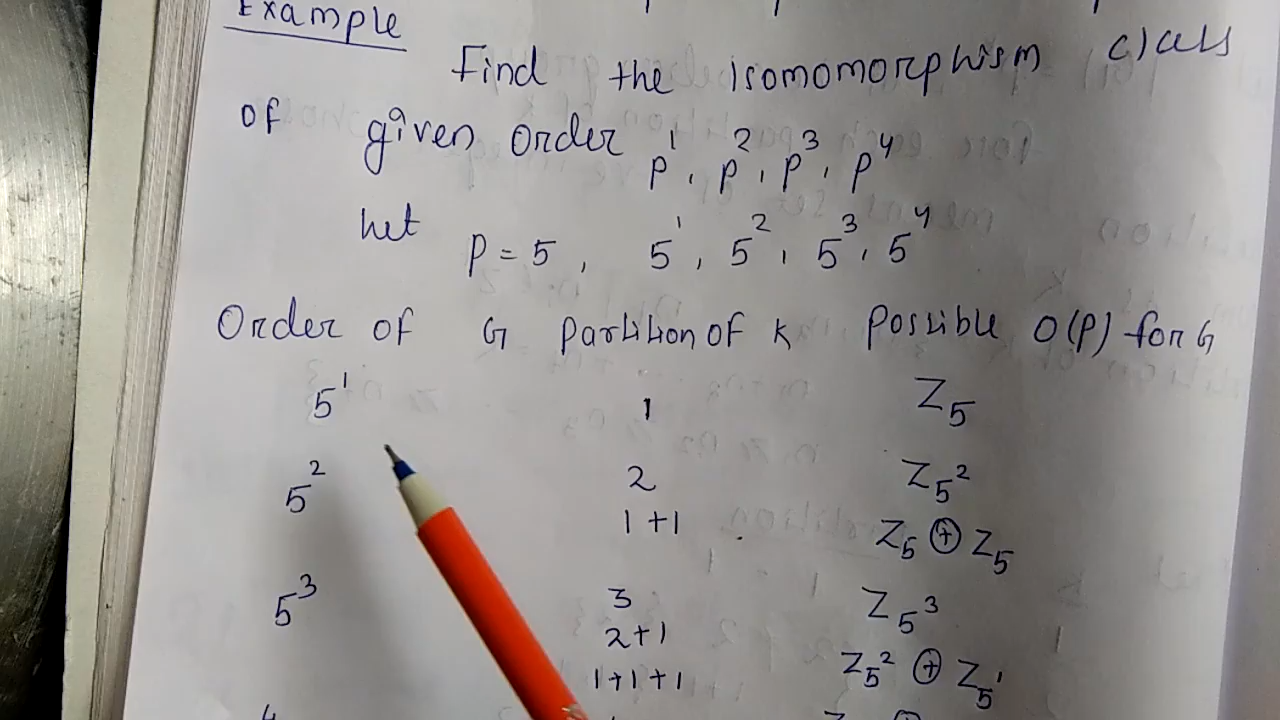 Example
Find the Isomomorphism class
of given order p¹, p², p³, p⁴
Let p = 5, 5¹, 5², 5³, 5⁴
Order of G Partition of K Possible O(P) for G
5¹ 1 Z₅
5² 2 Z₅²
1+1 Z₅ ⊕ Z₅
5³ 3 Z₅³
2+1 Z₅² ⊕ Z₅¹
1+1+1